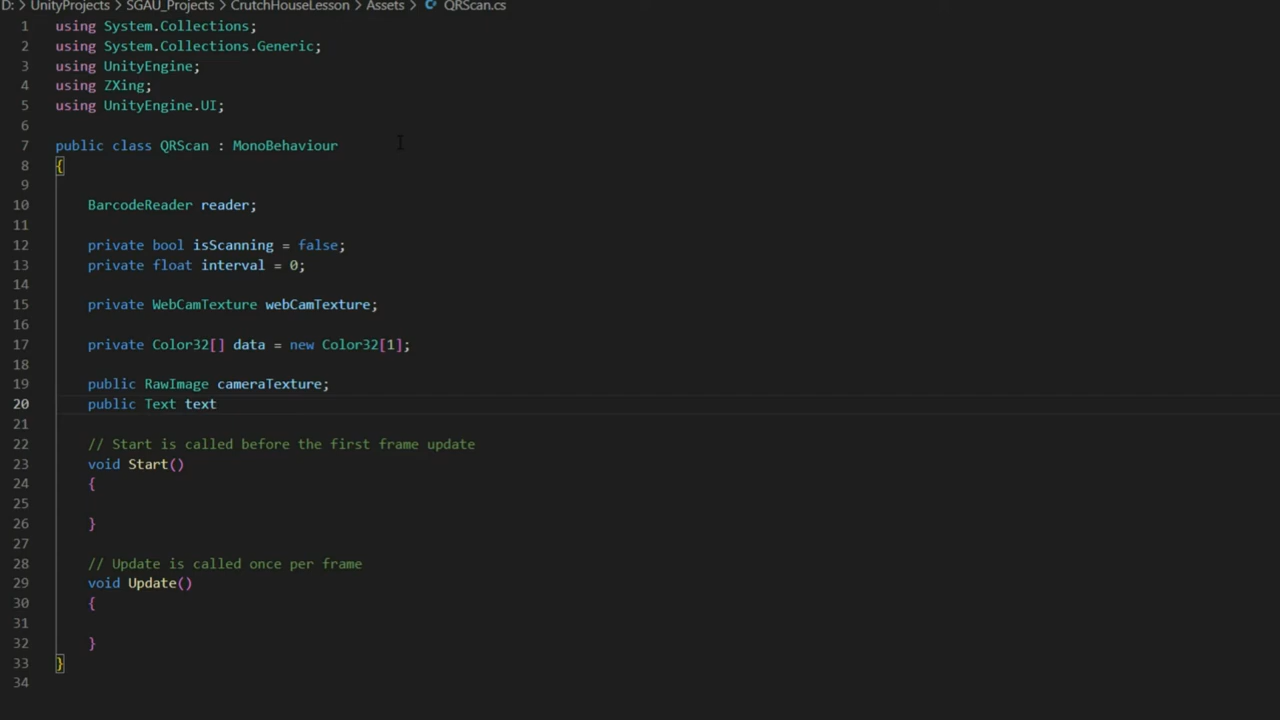 D: > UnityProjects > SGAU_Projects > CrutchHouseLesson > Assets > QRScan.cs
1 using System.Collections;
2 using System.Collections.Generic;
3 using UnityEngine;
4 using ZXing;
5 using UnityEngine.UI;
6
7 public class QRScan : MonoBehaviour
8 {
9
10     BarcodeReader reader;
11
12     private bool isScanning = false;
13     private float interval = 0;
14
15     private WebCamTexture webCamTexture;
16
17     private Color32[] data = new Color32[1];
18
19     public RawImage cameraTexture;
20     public Text text
21
22     // Start is called before the first frame update
23     void Start()
24     {
25
26     }
27
28     // Update is called once per frame
29     void Update()
30     {
31
32     }
33 }
34